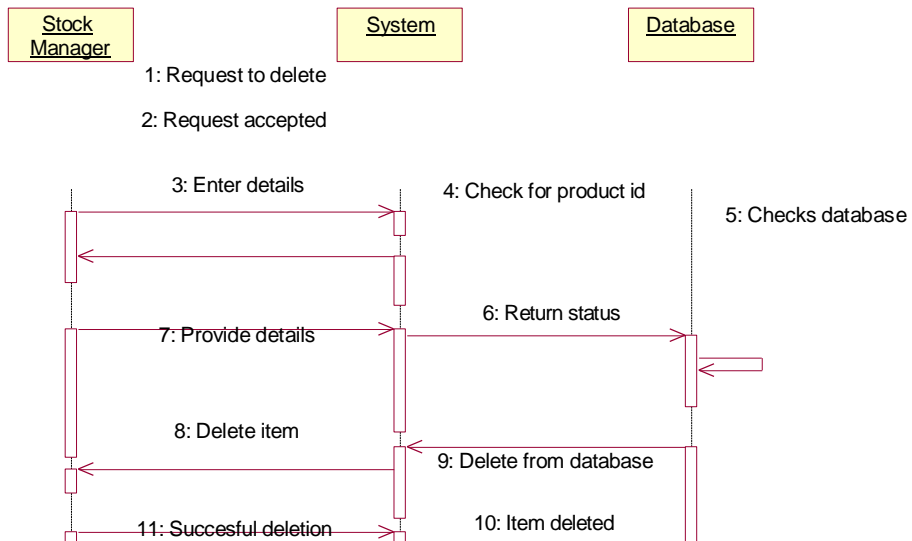 Stock
Manager
System
Database
1: Request to delete
2: Request accepted
3: Enter details
4: Check for product id
5: Checks database
6: Return status
7: Provide details
8: Delete item
9: Delete from database
10: Item deleted
11: Succesful deletion